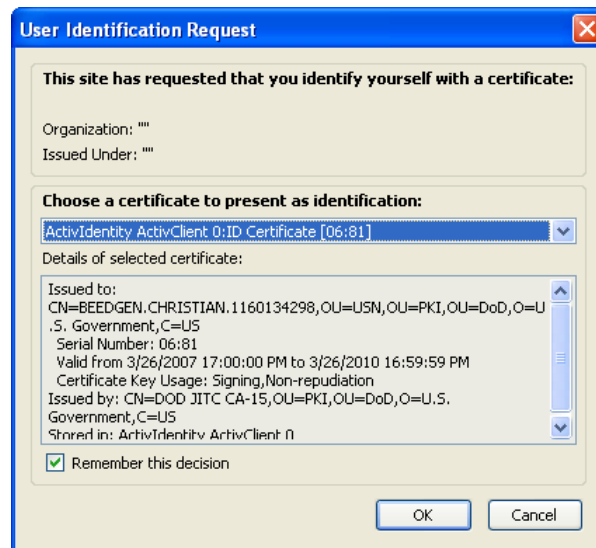 User Identification Request
This site has requested that you identify yourself with a certificate:
Organization: ""
Issued Under: ""
Choose a certificate to present as identification:
ActivIdentity ActivClient 0:ID Certificate [06:81]
Details of selected certificate:
Issued to:
CN=BEEDGEN.CHRISTIAN.1160134298,OU=USN,OU=PKI,OU=DoD,O=U
.S. Government,C=US
Serial Number: 06:81
Valid from 3/26/2007 17:00:00 PM to 3/26/2010 16:59:59 PM
Certificate Key Usage: Signing,Non-repudiation
Issued by: CN=DOD JITC CA-15,OU=PKI,OU=DoD,O=U.S.
Government,C=US
Stored in: ActivIdentity ActivClient 0
Remember this decision
OK Cancel